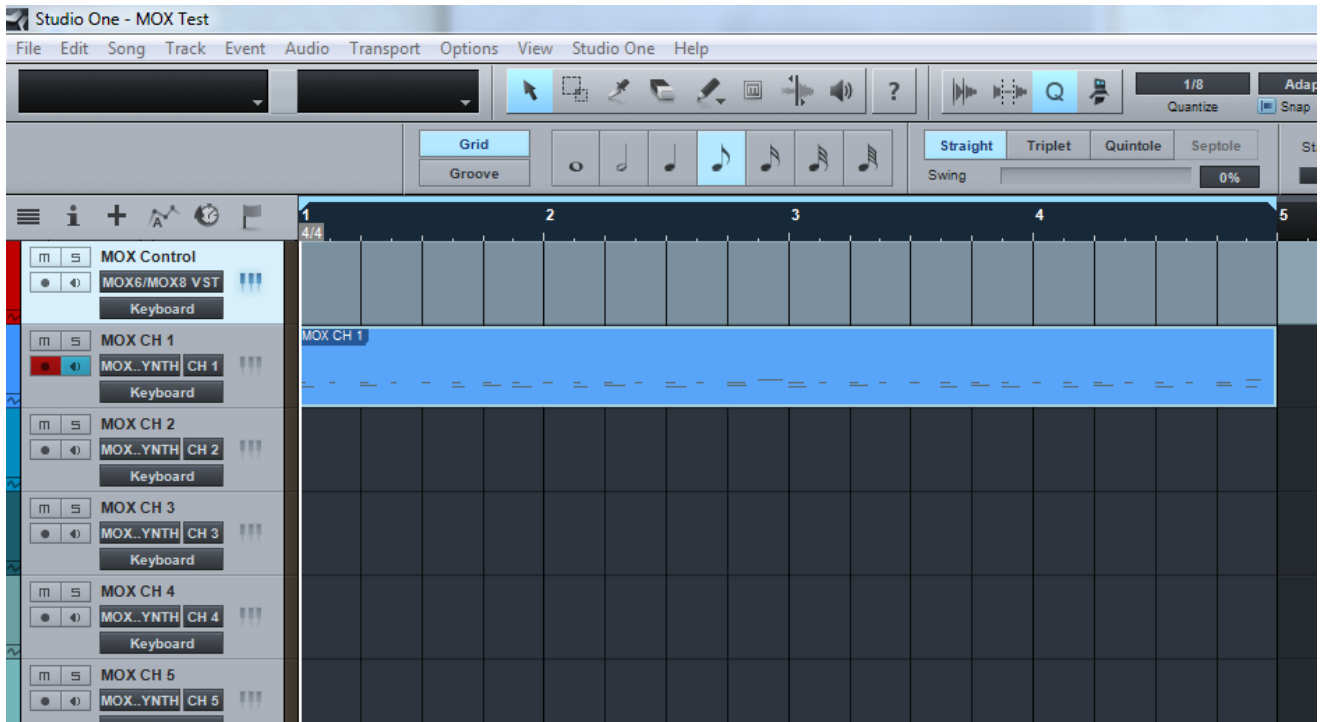 Studio One - MOX Test
File Edit Song Track Event Audio Transport Options View Studio One Help
? Q 1/8 Adap
Quantize Snap
Grid Straight Triplet Quintole Septole St
Groove Swing 0%
i + A 1 2 3 4 5
4/4
m S MOX Control
MOX6/MOX8 VST
Keyboard
m S MOX CH 1 MOX CH 1
MOX..YNTH CH 1
Keyboard
m S MOX CH 2
MOX..YNTH CH 2
Keyboard
m S MOX CH 3
MOX..YNTH CH 3
Keyboard
m S MOX CH 4
MOX..YNTH CH 4
Keyboard
m S MOX CH 5
MOX..YNTH CH 5